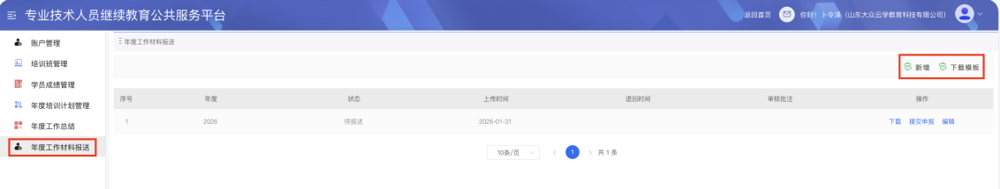 专业技术人员继续教育公共服务平台
返回首页 你好！卜令泽 (山东大众云学教育科技有限公司)
账户管理
培训班管理
学员成绩管理
年度培训计划管理
年度工作总结
年度工作材料报送
年度工作材料报送
新增 下载模板
序号 年度 状态 上传时间 退回时间 审核批注 操作
1 2026 待报送 2026-01-31 下载 提交申报 编辑
10条/页 < 1 > 共 1 条